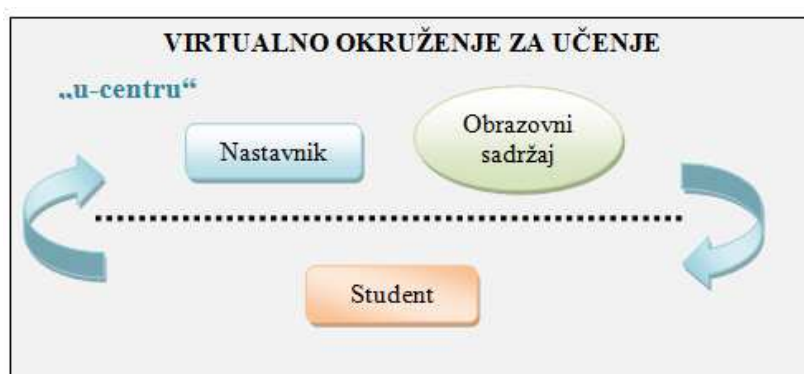 VIRTUALNO OKRUŽENJE ZA UČENJE
„u-centru“
Nastavnik
Obrazovni
sadržaj
Student